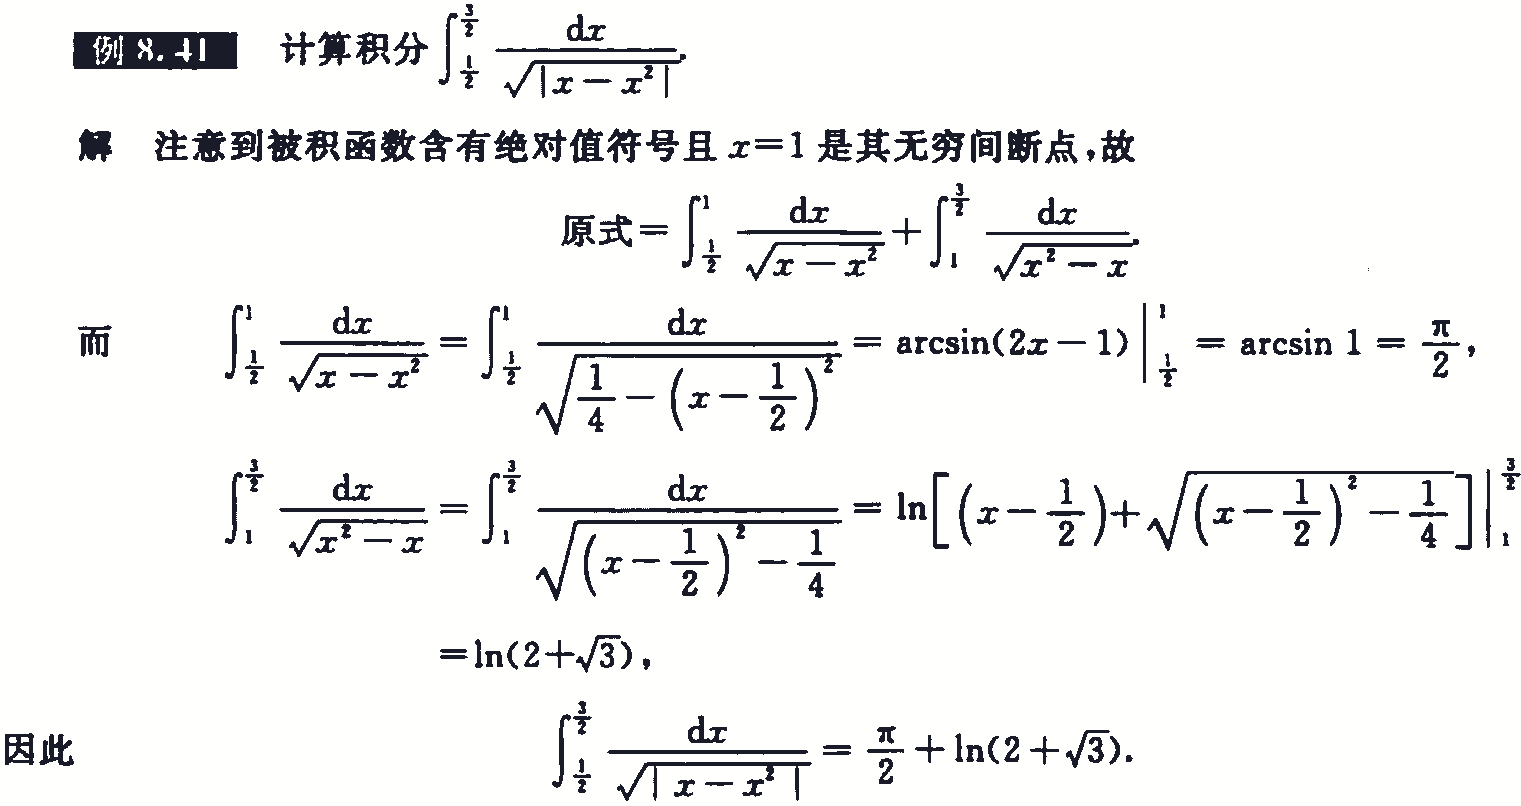 例 8.41 计算积分 $\int_{\frac{1}{2}}^{\frac{3}{2}} \frac{\mathrm{d}x}{\sqrt{|x-x^2|}}$.
解 注意到被积函数含有绝对值符号且 $x=1$ 是其无穷间断点,故
原式$=\int_{\frac{1}{2}}^{1} \frac{\mathrm{d}x}{\sqrt{x-x^2}}+\int_{1}^{\frac{3}{2}} \frac{\mathrm{d}x}{\sqrt{x^2-x}}$.
而 $\int_{\frac{1}{2}}^{1} \frac{\mathrm{d}x}{\sqrt{x-x^2}}=\int_{\frac{1}{2}}^{1} \frac{\mathrm{d}x}{\sqrt{\frac{1}{4}-\left(x-\frac{1}{2}\right)^2}}=\arcsin(2x-1)\Big|_{\frac{1}{2}}^{1}=\arcsin 1=\frac{\pi}{2}$,
$\int_{1}^{\frac{3}{2}} \frac{\mathrm{d}x}{\sqrt{x^2-x}}=\int_{1}^{\frac{3}{2}} \frac{\mathrm{d}x}{\sqrt{\left(x-\frac{1}{2}\right)^2-\frac{1}{4}}}=\ln\left[\left(x-\frac{1}{2}\right)+\sqrt{\left(x-\frac{1}{2}\right)^2-\frac{1}{4}}\right]\Big|_{1}^{\frac{3}{2}}$
$=\ln(2+\sqrt{3})$,
因此 $\int_{\frac{1}{2}}^{\frac{3}{2}} \frac{\mathrm{d}x}{\sqrt{|x-x^2|}}=\frac{\pi}{2}+\ln(2+\sqrt{3})$.